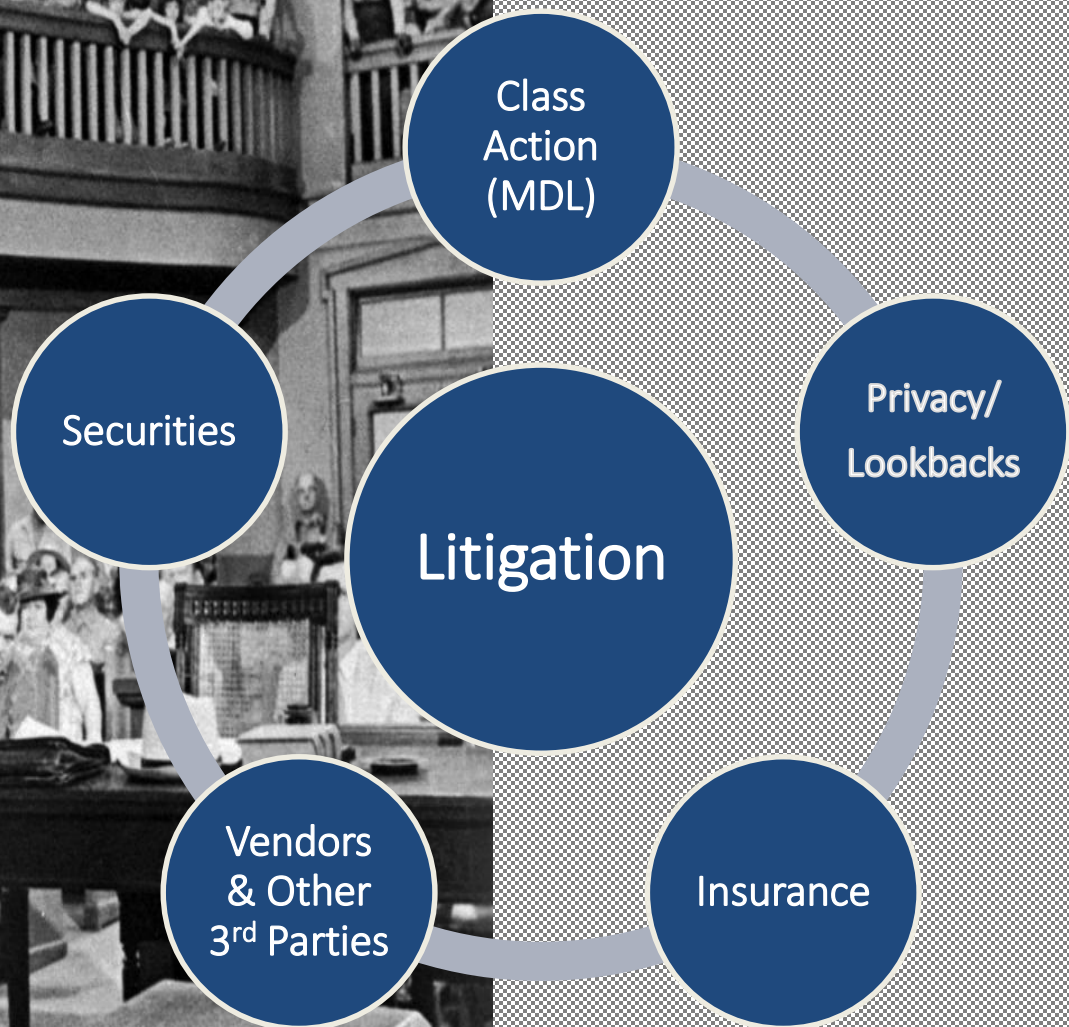 Class
Action
(MDL)
Privacy/
Lookbacks
Securities
Litigation
Vendors
& Other
3rd Parties
Insurance